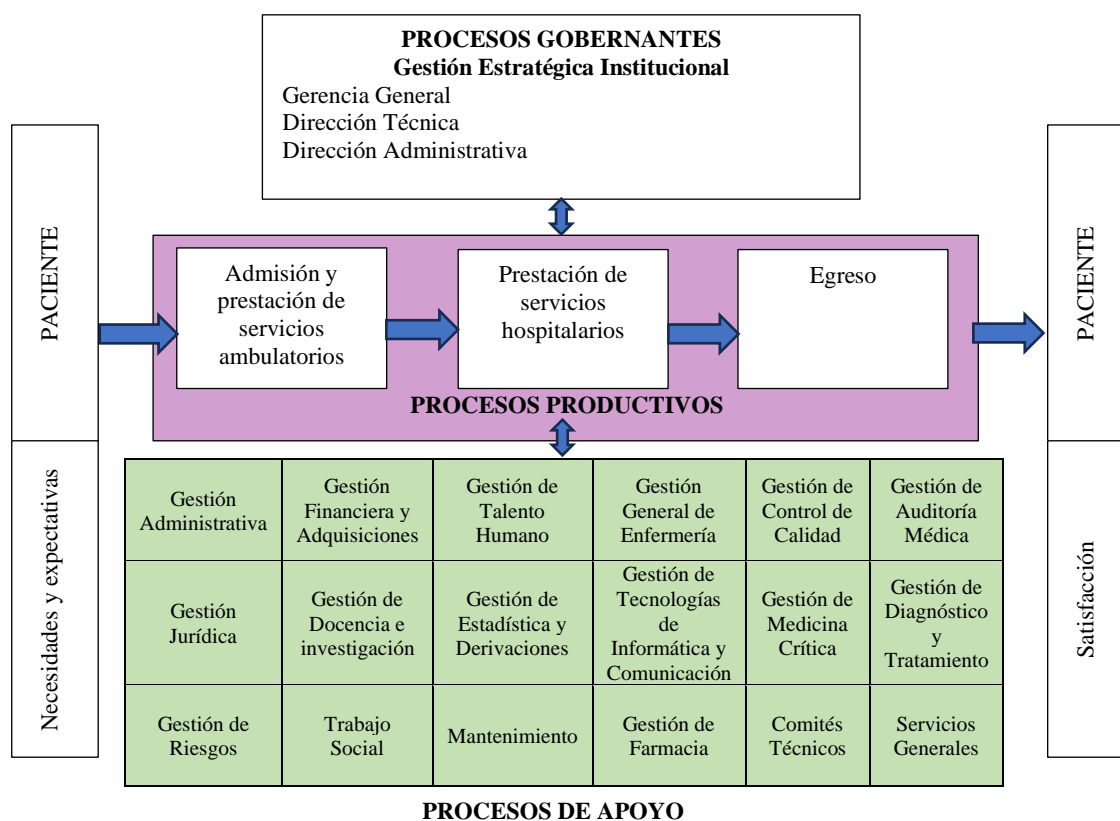 PROCESOS GOBERNANTES
Gestión Estratégica Institucional
Gerencia General
Dirección Técnica
Dirección Administrativa
PACIENTE
Necesidades y expectativas
Admisión y
prestación de
servicios
ambulatorios
Prestación de
servicios
hospitalarios
Egreso
PROCESOS PRODUCTIVOS
PACIENTE
Satisfacción
Gestión
Administrativa
Gestión
Financiera y
Adquisiciones
Gestión de
Talento
Humano
Gestión
General de
Enfermería
Gestión de
Control de
Calidad
Gestión de
Auditoría
Médica
Gestión
Jurídica
Gestión de
Docencia e
investigación
Gestión de
Estadística y
Derivaciones
Gestión de
Tecnologías
de
Informática y
Comunicación
Gestión de
Medicina
Crítica
Gestión de
Diagnóstico
y
Tratamiento
Gestión de
Riesgos
Trabajo
Social
Mantenimiento
Gestión de
Farmacia
Comités
Técnicos
Servicios
Generales
PROCESOS DE APOYO